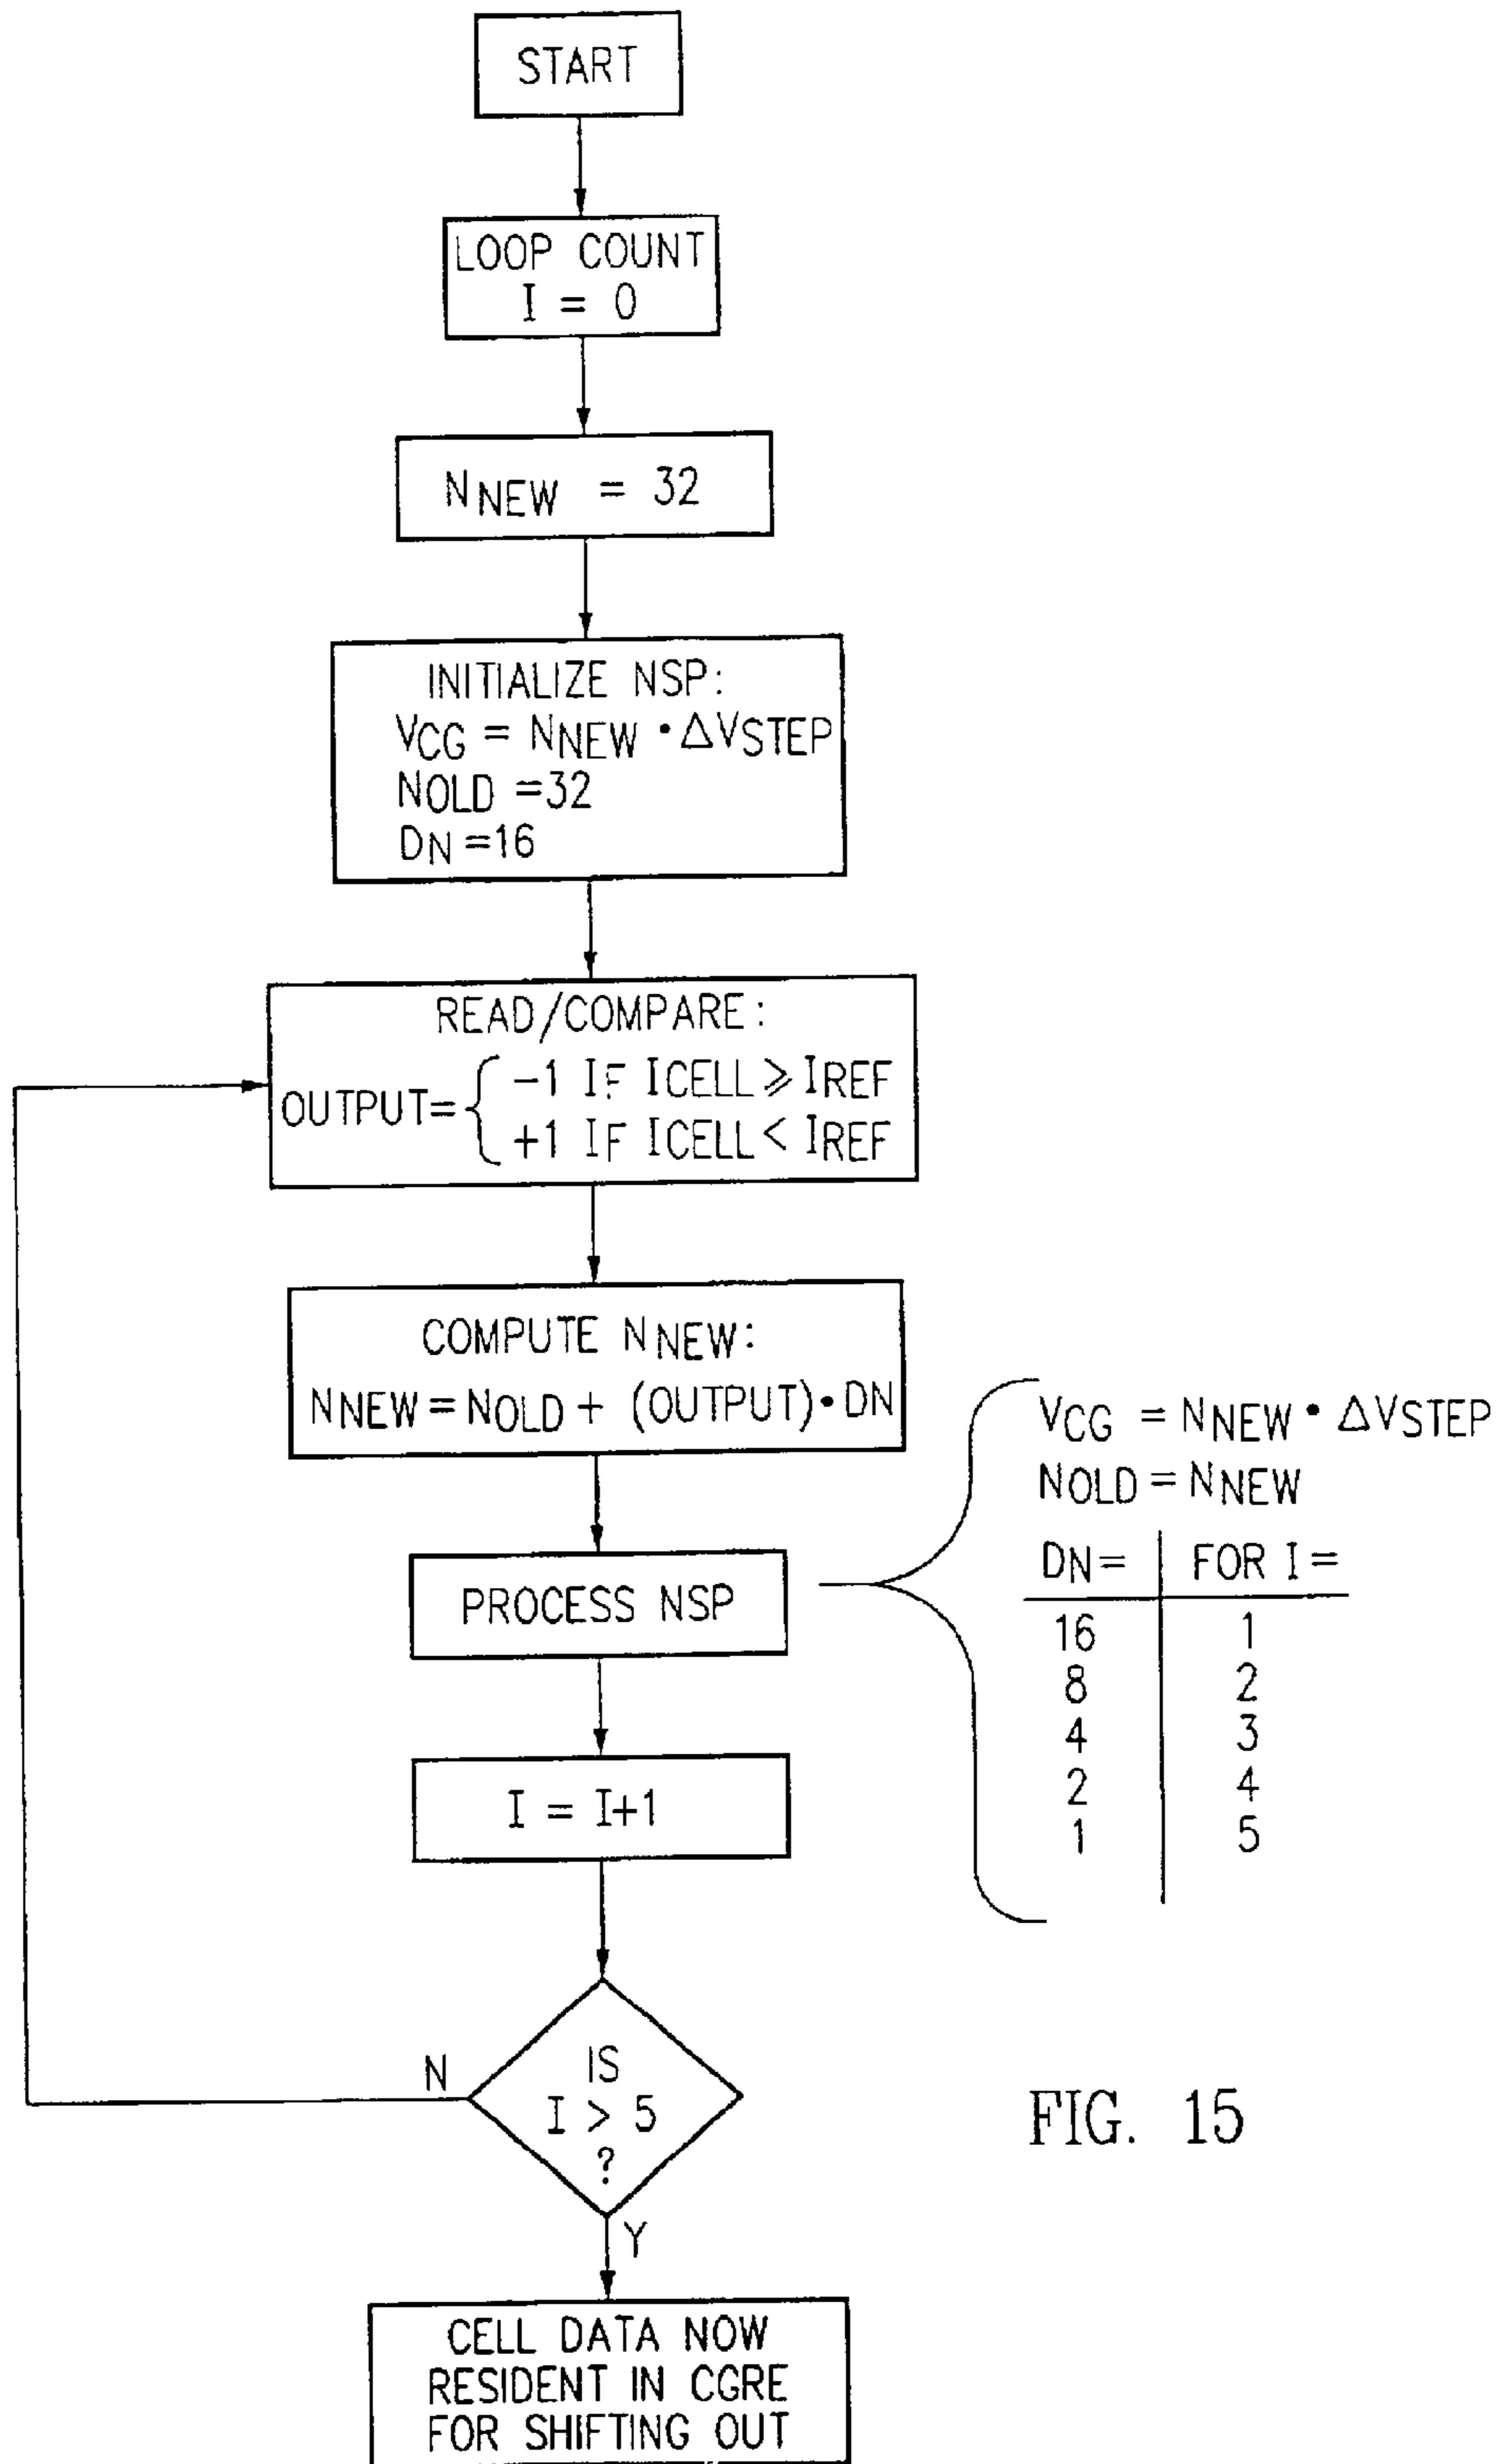 START
LOOP COUNT
I = 0
NNEW = 32
INITIALIZE NSP:
VCG = NNEW • ΔVSTEP
NOLD =32
DN =16
READ/COMPARE:
OUTPUT= { -1 IF ICELL ⩾ IREF
+1 IF ICELL < IREF
COMPUTE NNEW:
NNEW = NOLD + (OUTPUT)• DN
PROCESS NSP
VCG = NNEW • ΔVSTEP
NOLD = NNEW
DN= FOR I =
16 1
8 2
4 3
2 4
1 5
I = I+1
IS
I > 5
?
N
Y
CELL DATA NOW
RESIDENT IN CGRE
FOR SHIFTING OUT
FIG. 15